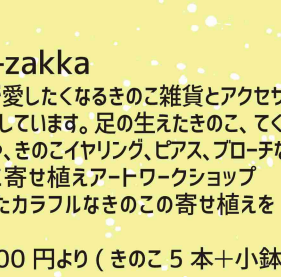 -zakka
愛したくなるきのこ雑貨とアクセサ
しています。足の生えたきのこ、てく
、きのこイヤリング、ピアス、ブローチな
寄せ植えアートワークショップ
たカラフルなきのこの寄せ植えを
00 円より ( きのこ 5 本＋小鉢